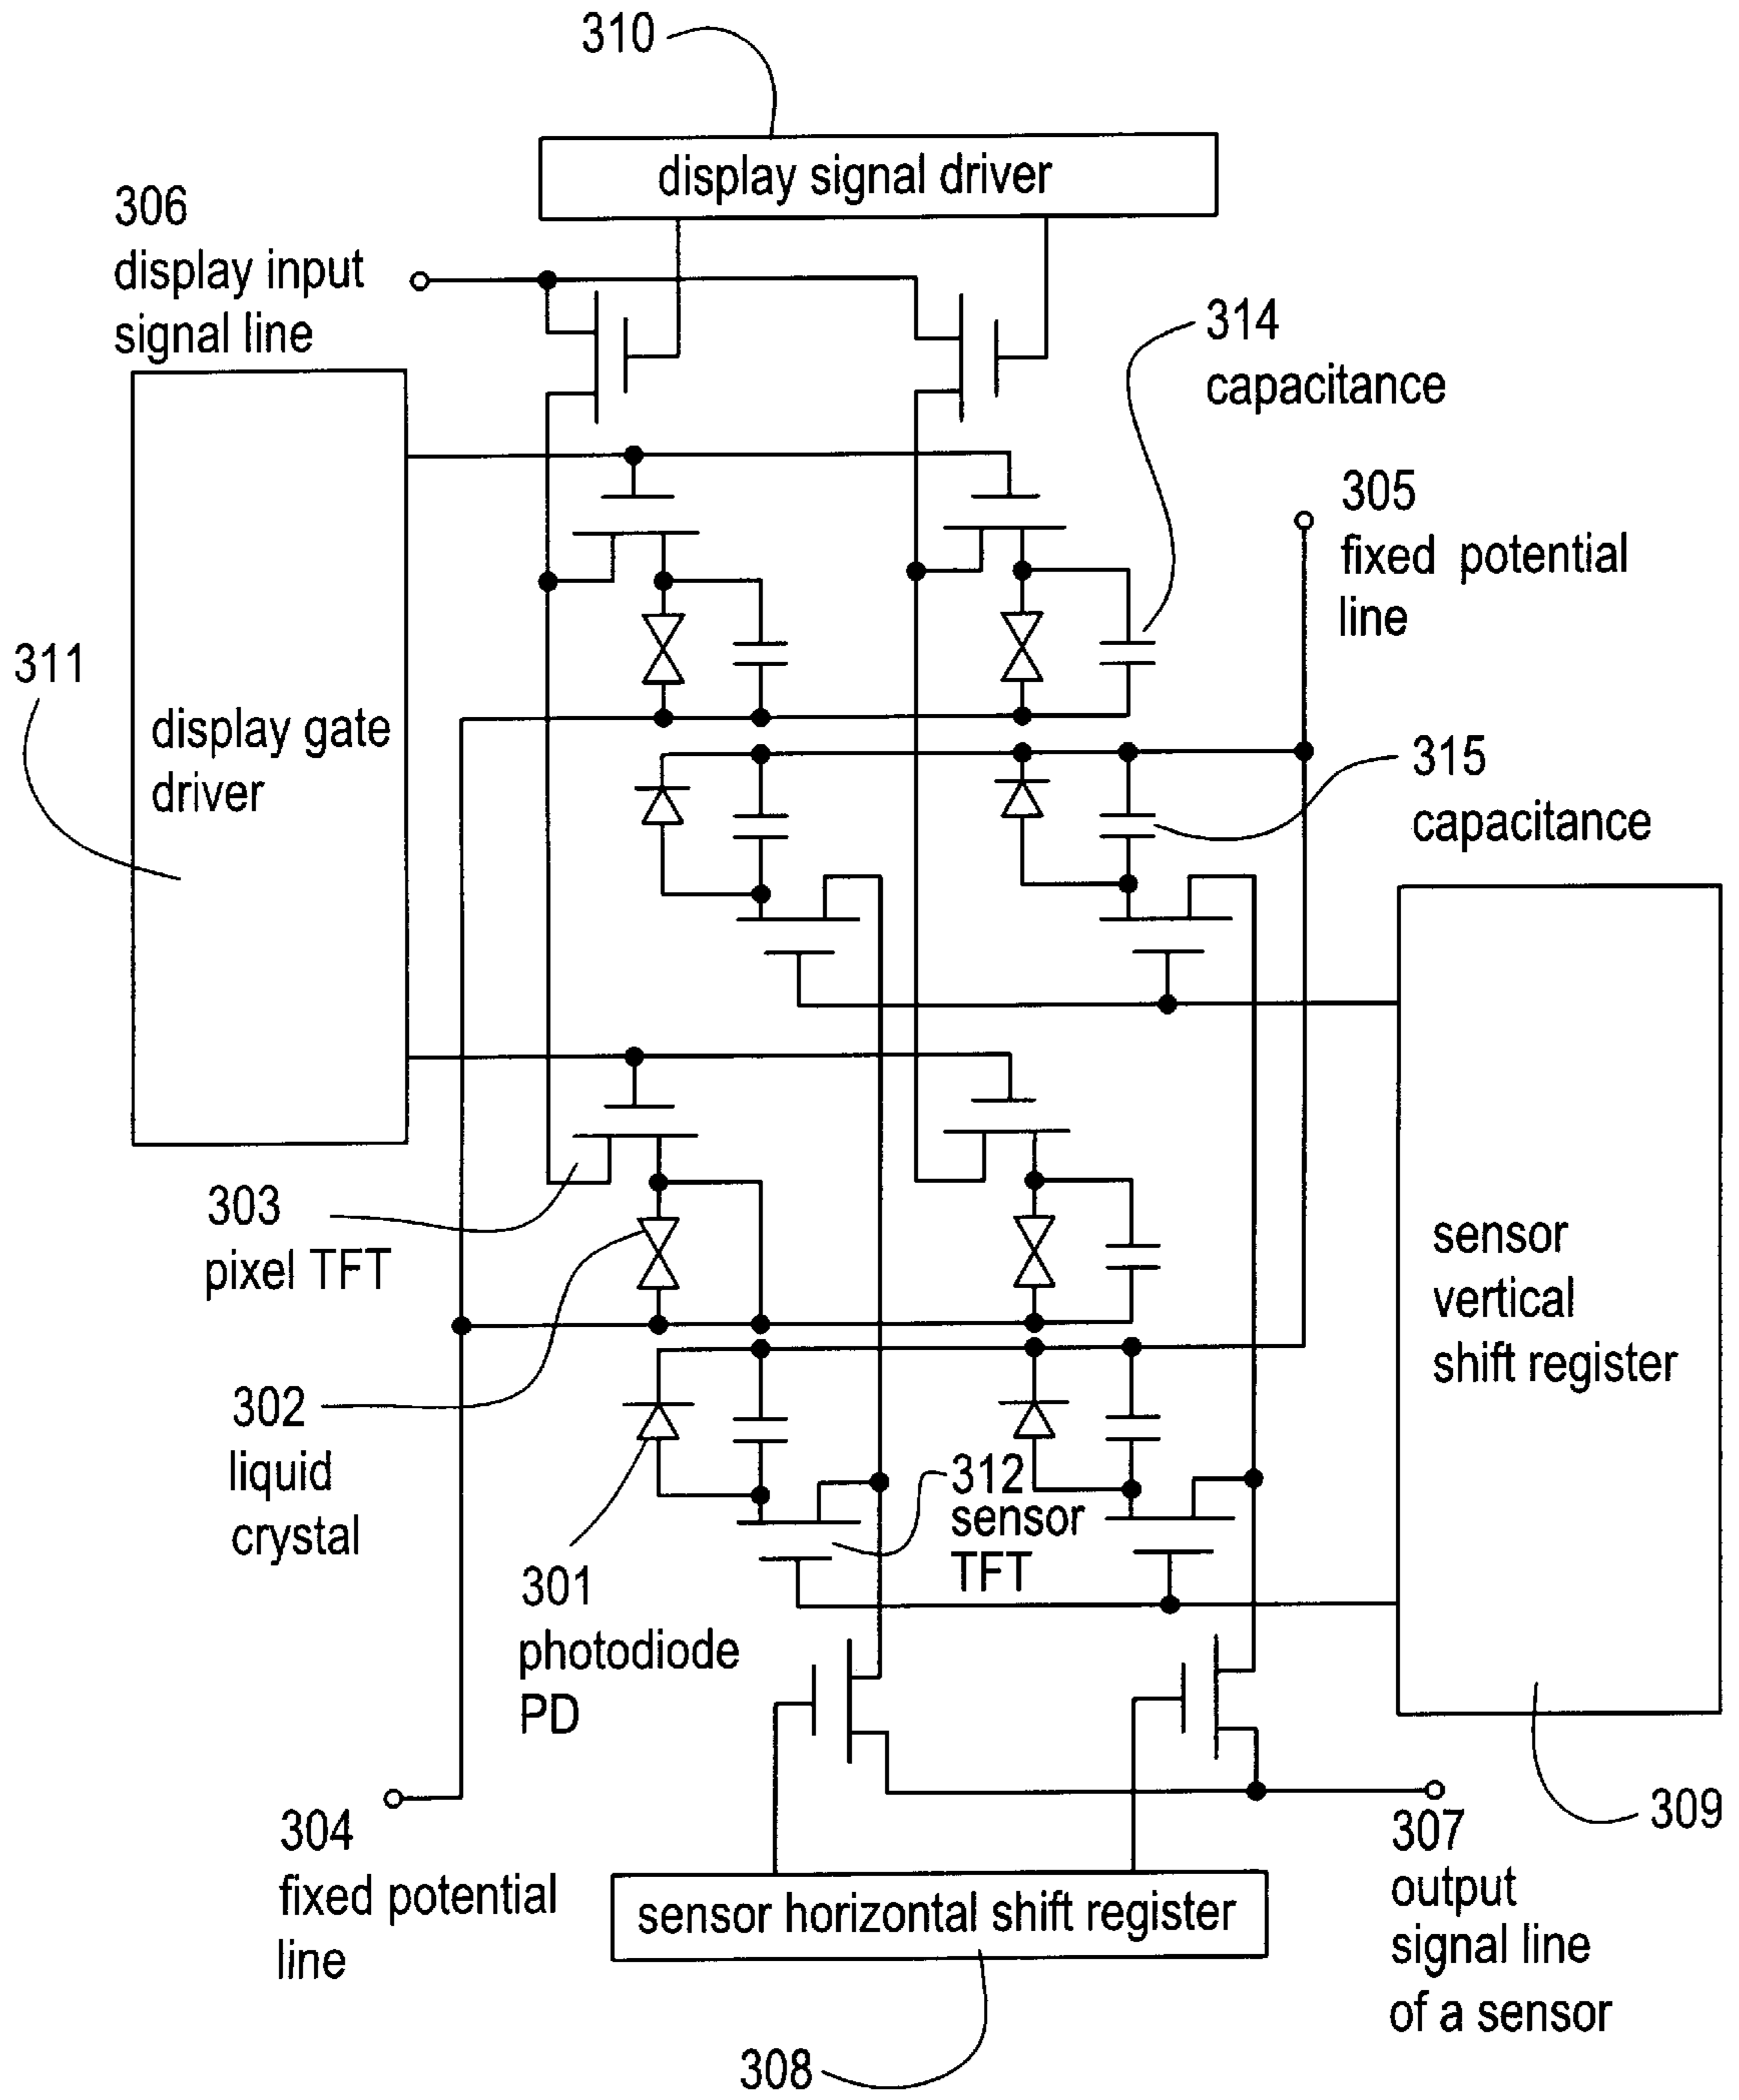 310
display signal driver
306
display input
signal line
314
capacitance
305
fixed potential
line
311
display gate
driver
315
capacitance
303
pixel TFT
sensor
vertical
shift register
302
liquid
crystal
312
sensor
TFT
301
photodiode
PD
304
fixed potential
line
309
307
output
signal line
of a sensor
sensor horizontal shift register
308